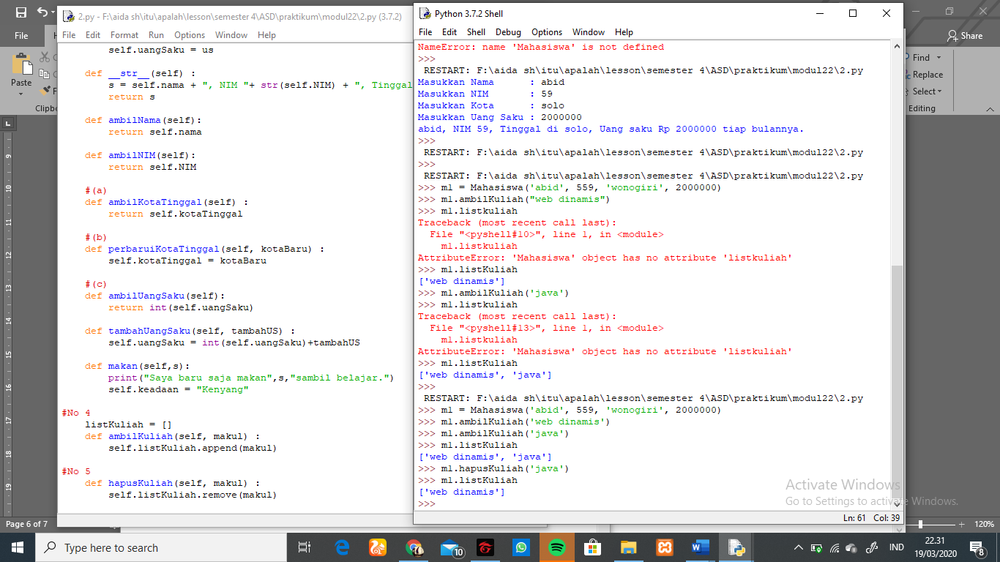 2.py - F:\aida sh\itu\apalah\lesson\semester 4\ASD\praktikum\modul22\2.py (3.7.2)
File Edit Format Run Options Window Help
self.uangSaku = us
def __str__(self) :
s = self.nama + ", NIM "+ str(self.NIM) + ", Tinggal
return s
def ambilNama(self):
return self.nama
def ambilNIM(self):
return self.NIM
#(a)
def ambilKotaTinggal(self) :
return self.kotaTinggal
#(b)
def perbaruiKotaTinggal(self, kotaBaru) :
self.kotaTinggal = kotaBaru
#(c)
def ambilUangSaku(self):
return int(self.uangSaku)
def tambahUangSaku(self, tambahUS) :
self.uangSaku = int(self.uangSaku)+tambahUS
def makan(self,s):
print("Saya baru saja makan",s,"sambil belajar.")
self.keadaan = "Kenyang"
#No 4
listKuliah = []
def ambilKuliah(self, makul) :
self.listKuliah.append(makul)
#No 5
def hapusKuliah(self, makul) :
self.listKuliah.remove(makul)
Python 3.7.2 Shell
File Edit Shell Debug Options Window Help
NameError: name 'Mahasiswa' is not defined
>>>
RESTART: F:\aida sh\itu\apalah\lesson\semester 4\ASD\praktikum\modul22\2.py
Masukkan Nama : abid
Masukkan NIM : 59
Masukkan Kota : solo
Masukkan Uang Saku : 2000000
abid, NIM 59, Tinggal di solo, Uang saku Rp 2000000 tiap bulannya.
>>>
RESTART: F:\aida sh\itu\apalah\lesson\semester 4\ASD\praktikum\modul22\2.py
>>>
RESTART: F:\aida sh\itu\apalah\lesson\semester 4\ASD\praktikum\modul22\2.py
>>> m1 = Mahasiswa('abid', 559, 'wonogiri', 2000000)
>>> m1.ambilKuliah("web dinamis")
>>> m1.listkuliah
Traceback (most recent call last):
File "<pyshell#10>", line 1, in <module>
m1.listkuliah
AttributeError: 'Mahasiswa' object has no attribute 'listkuliah'
>>> m1.listKuliah
['web dinamis']
>>> m1.ambilKuliah('java')
>>> m1.listkuliah
Traceback (most recent call last):
File "<pyshell#13>", line 1, in <module>
m1.listkuliah
AttributeError: 'Mahasiswa' object has no attribute 'listkuliah'
>>> m1.listKuliah
['web dinamis', 'java']
>>>
RESTART: F:\aida sh\itu\apalah\lesson\semester 4\ASD\praktikum\modul22\2.py
>>> m1 = Mahasiswa('abid', 559, 'wonogiri', 2000000)
>>> m1.ambilKuliah('web dinamis')
>>> m1.ambilKuliah('java')
>>> m1.listKuliah
['web dinamis', 'java']
>>> m1.hapusKuliah('java')
>>> m1.listKuliah
['web dinamis']
>>>
Ln: 61 Col: 39
Activate Windows
Go to Settings to activate Windows.
File
Share
Paste
Clipb
Find
Replace
Select
Editing
9
10
11
12
13
14
15
16
17
18
19
Page 6 of 7
120%
Type here to search
10
IND
22.31
19/03/2020
8